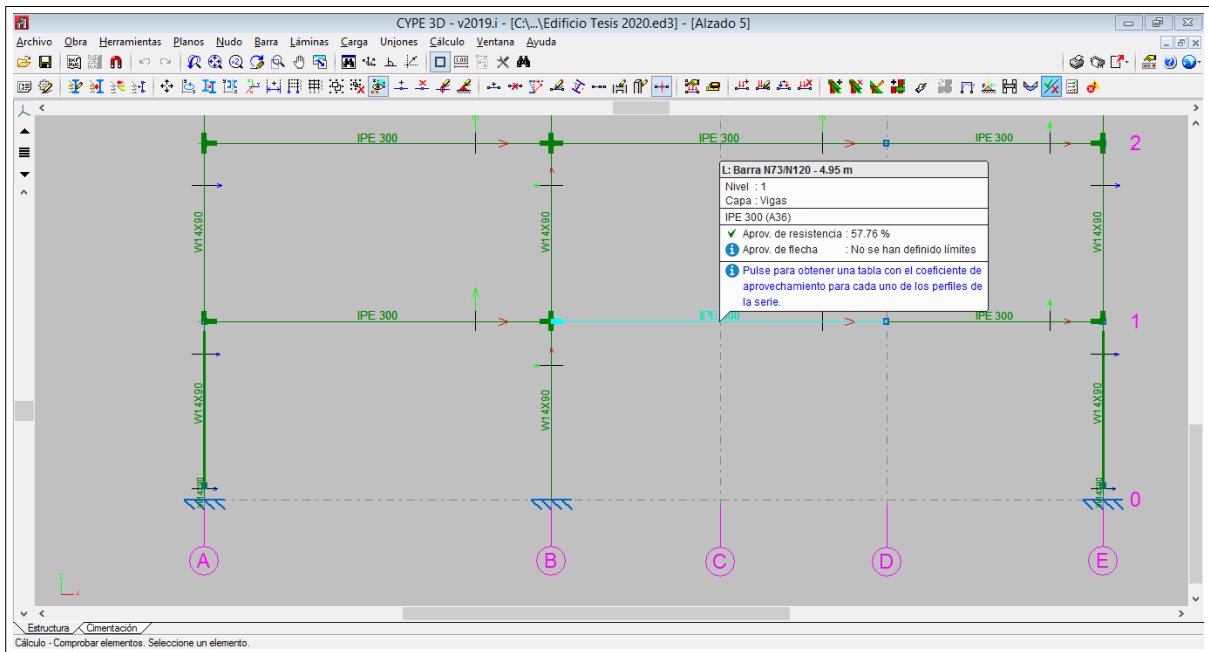 CYPE 3D - v2019.i - [C:\...\Edificio Tesis 2020.ed3] - [Alzado 5]
Archivo Obra Herramientas Planos Nudo Barra Láminas Carga Uniones Cálculo Ventana Ayuda
IPE 300 IPE 300 IPE 300 2
L: Barra N73/N120 - 4.95 m
Nivel : 1
Capa : Vigas
IPE 300 (A36)
Aprov. de resistencia : 57.76 %
Aprov. de flecha : No se han definido límites
Pulse para obtener una tabla con el coeficiente de
aprovechamiento para cada uno de los perfiles de
la serie.
W14X90 W14X90 W14X90
IPE 300 IPE 300 IPE 300 1
W14X90 W14X90 W14X90
W14X90 W14X90 0
A B C D E
z
x
Estructura Cimentación
Cálculo - Comprobar elementos. Seleccione un elemento.